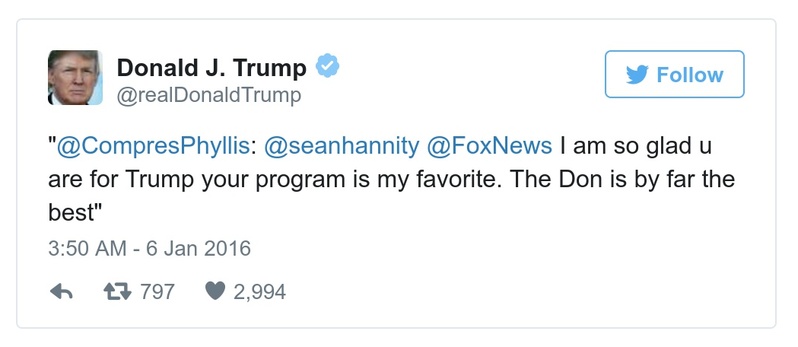 Donald J. Trump
@realDonaldTrump
Follow
"@CompresPhyllis: @seanhannity @FoxNews I am so glad u
are for Trump your program is my favorite. The Don is by far the
best"
3:50 AM - 6 Jan 2016
797 2,994